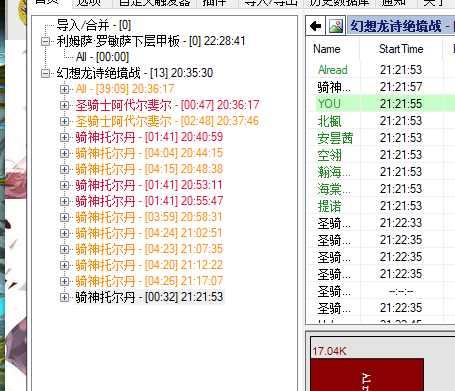 选项
自定义触发器
插件
导入/导出
历史数据库
通知
关于
导入/合并 - [0]
利姆萨·罗敏萨下层甲板 - [0] 22:28:41
All - [00:00]
幻想龙诗绝境战 - [13] 20:35:30
All - [39:09] 20:36:17
圣骑士阿代尔斐尔 - [00:47] 20:36:17
圣骑士阿代尔斐尔 - [02:48] 20:37:46
骑神托尔丹 - [01:41] 20:40:59
骑神托尔丹 - [04:04] 20:44:15
骑神托尔丹 - [04:15] 20:48:38
骑神托尔丹 - [01:41] 20:53:11
骑神托尔丹 - [01:41] 20:55:47
骑神托尔丹 - [03:59] 20:58:31
骑神托尔丹 - [04:24] 21:02:51
骑神托尔丹 - [04:23] 21:07:35
骑神托尔丹 - [04:20] 21:12:22
骑神托尔丹 - [04:26] 21:17:07
骑神托尔丹 - [00:32] 21:21:53
幻想龙诗绝境战 -
Name StartTime
Alread 21:21:53
骑神... 21:21:57
YOU 21:21:55
北楓 21:21:53
安昙茜 21:21:53
空翎 21:21:53
瀚海... 21:21:53
海棠... 21:21:53
提诺 21:21:53
圣骑... 21:22:33
圣骑... 21:22:35
圣骑... 21:22:35
圣骑... --:--:--
圣骑... 21:22:35
17.04K